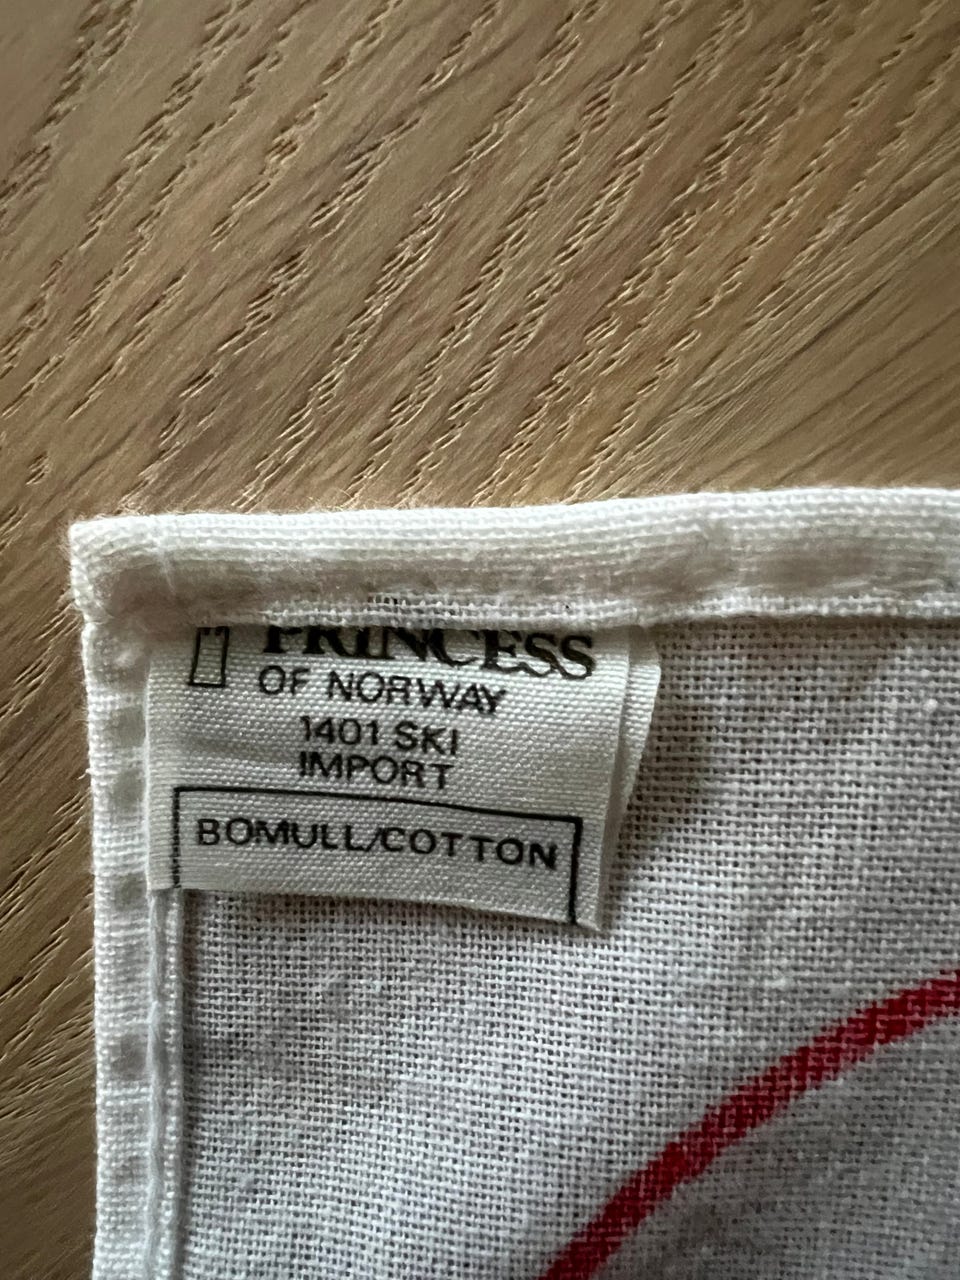 PRINCESS
OF NORWAY
1401 SKI
IMPORT
BOMULL/COTTON